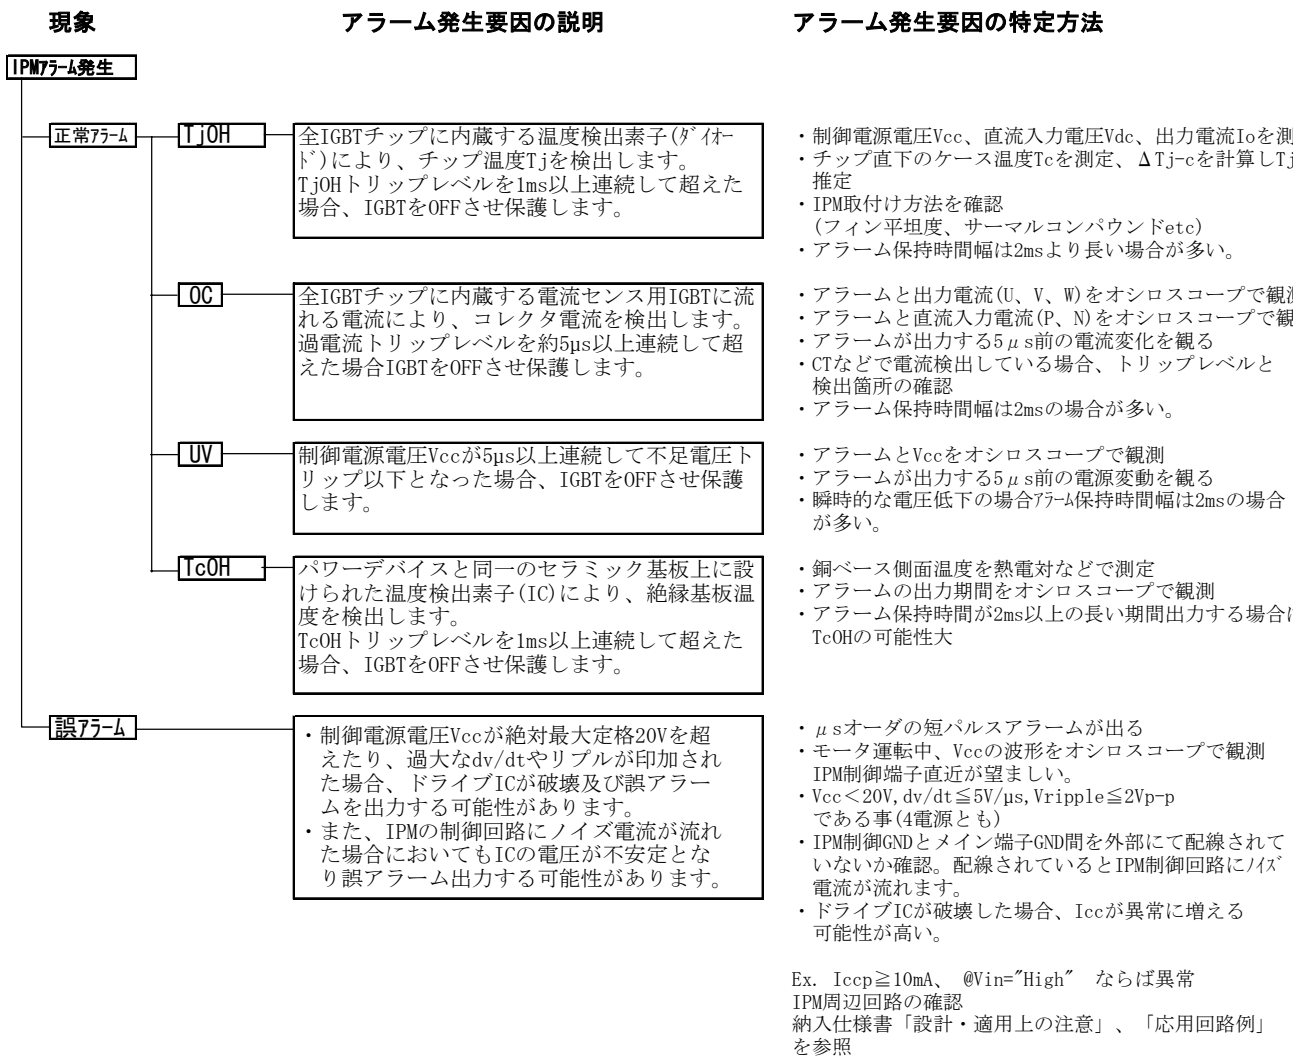 現象
アラーム発生要因の説明
アラーム発生要因の特定方法
IPMｱﾗｰﾑ発生
正常ｱﾗｰﾑ
TjOH
全IGBTチップに内蔵する温度検出素子(ﾀﾞｲｵｰ
ﾄﾞ)により、チップ温度Tjを検出します。
TjOHトリップレベルを1ms以上連続して超えた
場合、IGBTをOFFさせ保護します。
・制御電源電圧Vcc、直流入力電圧Vdc、出力電流Ioを測
・チップ直下のケース温度Tcを測定、ΔTj-cを計算しTj
推定
・IPM取付け方法を確認
(フィン平坦度、サーマルコンパウンドetc)
・アラーム保持時間幅は2msより長い場合が多い。
OC
全IGBTチップに内蔵する電流センス用IGBTに流
れる電流により、コレクタ電流を検出します。
過電流トリップレベルを約5μs以上連続して超
えた場合IGBTをOFFさせ保護します。
・アラームと出力電流(U、V、W)をオシロスコープで観
・アラームと直流入力電流(P、N)をオシロスコープで観
・アラームが出力する5μs前の電流変化を観る
・CTなどで電流検出している場合、トリップレベルと
検出箇所の確認
・アラーム保持時間幅は2msの場合が多い。
UV
制御電源電圧Vccが5μs以上連続して不足電圧ト
リップ以下となった場合、IGBTをOFFさせ保護
します。
・アラームとVccをオシロスコープで観測
・アラームが出力する5μs前の電源変動を観る
・瞬時的な電圧低下の場合ｱﾗｰﾑ保持時間幅は2msの場合
が多い。
TcOH
パワーデバイスと同一のセラミック基板上に設
けられた温度検出素子(IC)により、絶縁基板温
度を検出します。
TcOHトリップレベルを1ms以上連続して超えた
場合、IGBTをOFFさせ保護します。
・銅ベース側面温度を熱電対などで測定
・アラームの出力期間をオシロスコープで観測
・アラーム保持時間が2ms以上の長い期間出力する場合
TcOHの可能性大
誤ｱﾗｰﾑ
・制御電源電圧Vccが絶対最大定格20Vを超
えたり、過大なdv/dtやリプルが印加され
た場合、ドライブICが破壊及び誤アラー
ムを出力する可能性があります。
・また、IPMの制御回路にノイズ電流が流れ
た場合においてもICの電圧が不安定とな
り誤アラーム出力する可能性があります。
・μsオーダの短パルスアラームが出る
・モータ運転中、Vccの波形をオシロスコープで観測
IPM制御端子直近が望ましい。
・Vcc＜20V,dv/dt≦5V/μs,Vripple≦2Vp-p
である事(4電源とも)
・IPM制御GNDとメイン端子GND間を外部にて配線されて
いないか確認。配線されているとIPM制御回路にﾉｲｽﾞ
電流が流れます。
・ドライブICが破壊した場合、Iccが異常に増える
可能性が高い。
Ex. Iccp≧10mA、 @Vin="High" ならば異常
IPM周辺回路の確認
納入仕様書「設計・適用上の注意」、「応用回路例」
を参照